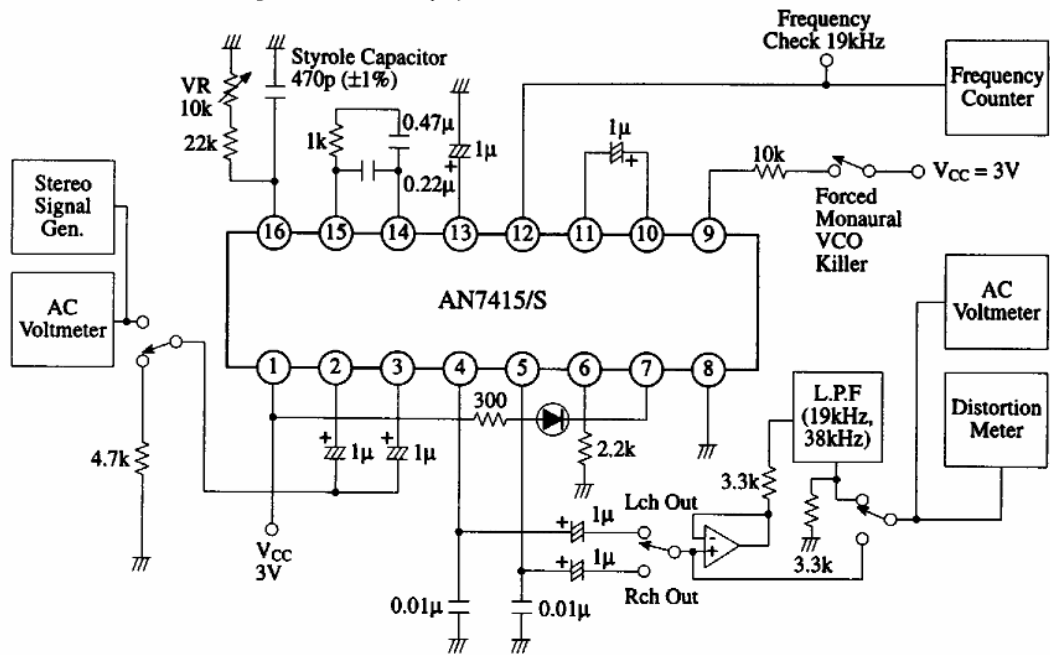 Frequency
Check 19kHz
Styrole Capacitor
470p (±1%)
VR
10k
22k
1k
0.47μ
0.22μ
1μ
1μ
Frequency
Counter
10k
VCC = 3V
Forced
Monaural
VCO
Killer
Stereo
Signal
Gen.
AC
Voltmeter
16
15
14
13
12
11
10
9
AN7415/S
1
2
3
4
5
6
7
8
AC
Voltmeter
L.P.F
(19kHz,
38kHz)
Distortion
Meter
300
4.7k
1μ
1μ
2.2k
3.3k
Lch Out
1μ
-
+
1μ
3.3k
VCC
3V
Rch Out
0.01μ
0.01μ